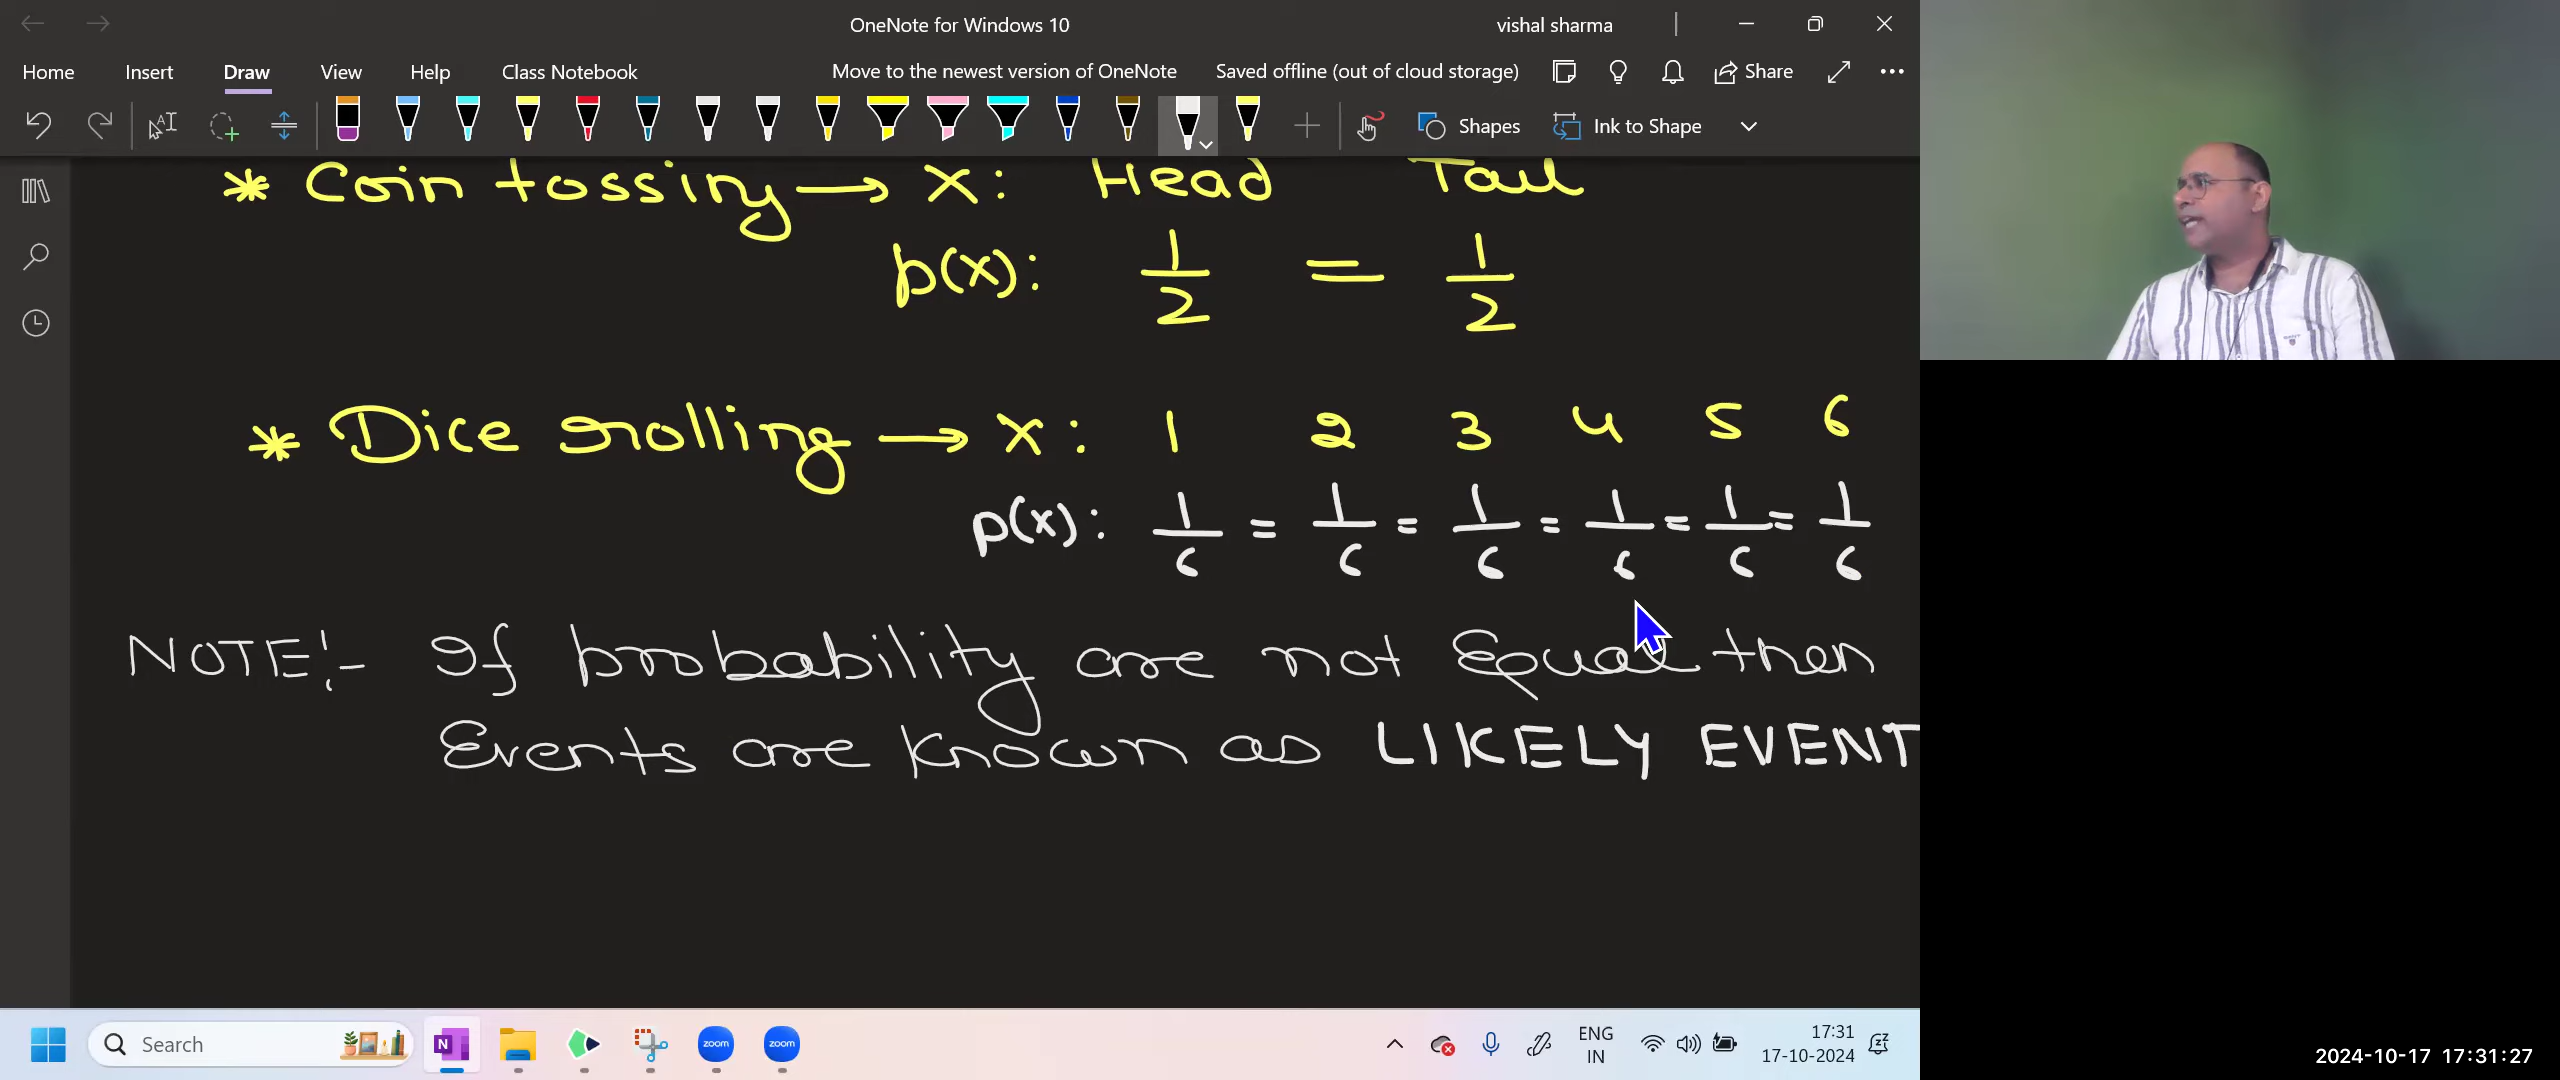 OneNote for Windows 10
vishal sharma
Home Insert Draw View Help Class Notebook
Move to the newest version of OneNote Saved offline (out of cloud storage) Share
Shapes Ink to Shape
* Coin tossing → X: Head Tail
p(x): 1/2 = 1/2
* Dice rolling → X: 1 2 3 4 5 6
p(x): 1/6 = 1/6 = 1/6 = 1/6 = 1/6 = 1/6
NOTE:- If probability are not Equal then
Events are known as LIKELY EVENT
Search
zoom zoom
ENG
IN
17:31
17-10-2024
2024-10-17 17:31:27